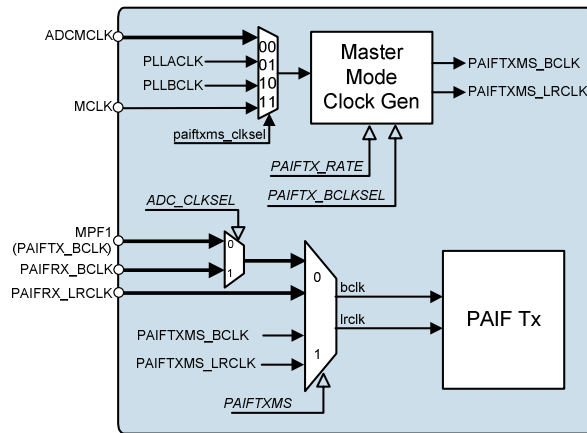 ADCMCLK
PLLACLK
PLLBCLK
MCLK
00
01
10
11
paiftxms_clksel
Master
Mode
Clock Gen
PAIFTXMS_BCLK
PAIFTXMS_LRCLK
PAIFTX_RATE
PAIFTX_BCLKSEL
ADC_CLKSEL
MPF1
(PAIFTX_BCLK)
PAIFRX_BCLK
PAIFRX_LRCLK
0
1
0
1
bclk
lrclk
PAIF Tx
PAIFTXMS_BCLK
PAIFTXMS_LRCLK
PAIFTXMS